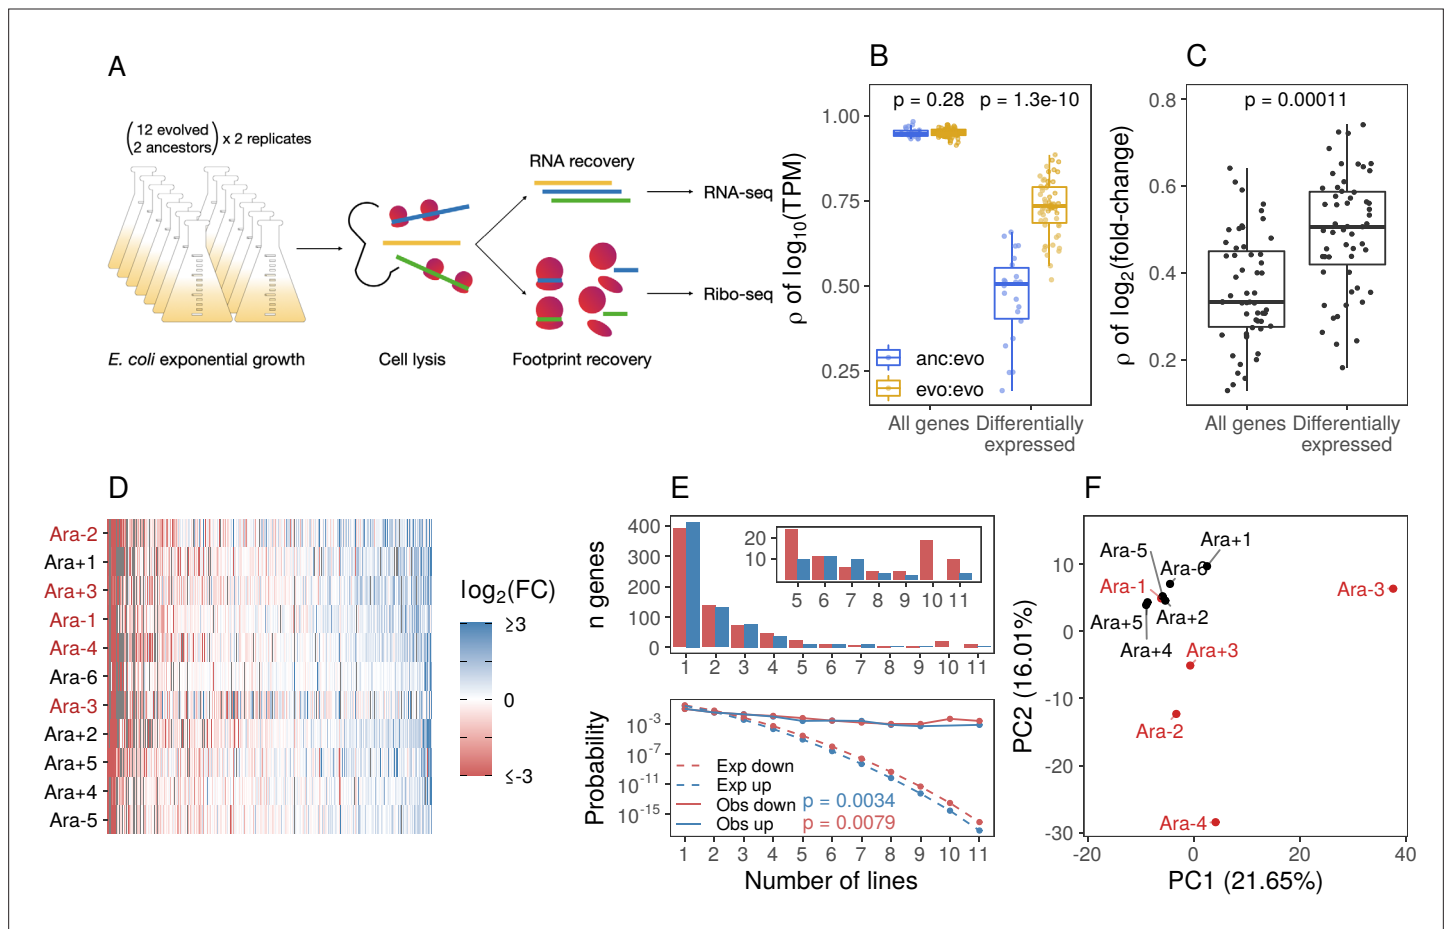 A
(12 evolved
2 ancestors) x 2 replicates
RNA recovery
RNA-seq
Ribo-seq
E. coli exponential growth
Cell lysis
Footprint recovery
B
p = 0.28
p = 1.3e-10
ρ of log10(TPM)
1.00
0.75
0.50
0.25
anc:evo
evo:evo
All genes
Differentially
expressed
C
p = 0.00011
ρ of log2(fold-change)
0.8
0.6
0.4
0.2
All genes
Differentially
expressed
D
Ara-2
Ara+1
Ara+3
Ara-1
Ara-4
Ara-6
Ara-3
Ara+2
Ara+5
Ara+4
Ara-5
log2(FC)
≥3
0
≤-3
E
n genes
400
300
200
100
0
1 2 3 4 5 6 7 8 9 10 11
20
10
5 6 7 8 9 10 11
Probability
10-3
10-7
10-11
10-15
Exp down
Exp up
Obs down
Obs up
p = 0.0034
p = 0.0079
1 2 3 4 5 6 7 8 9 10 11
Number of lines
F
PC2 (16.01%)
10
0
-10
-20
-30
Ara+1
Ara-5
Ara-6
Ara-1
Ara-3
Ara+2
Ara+5
Ara+4
Ara+3
Ara-2
Ara-4
-20 0 20 40
PC1 (21.65%)